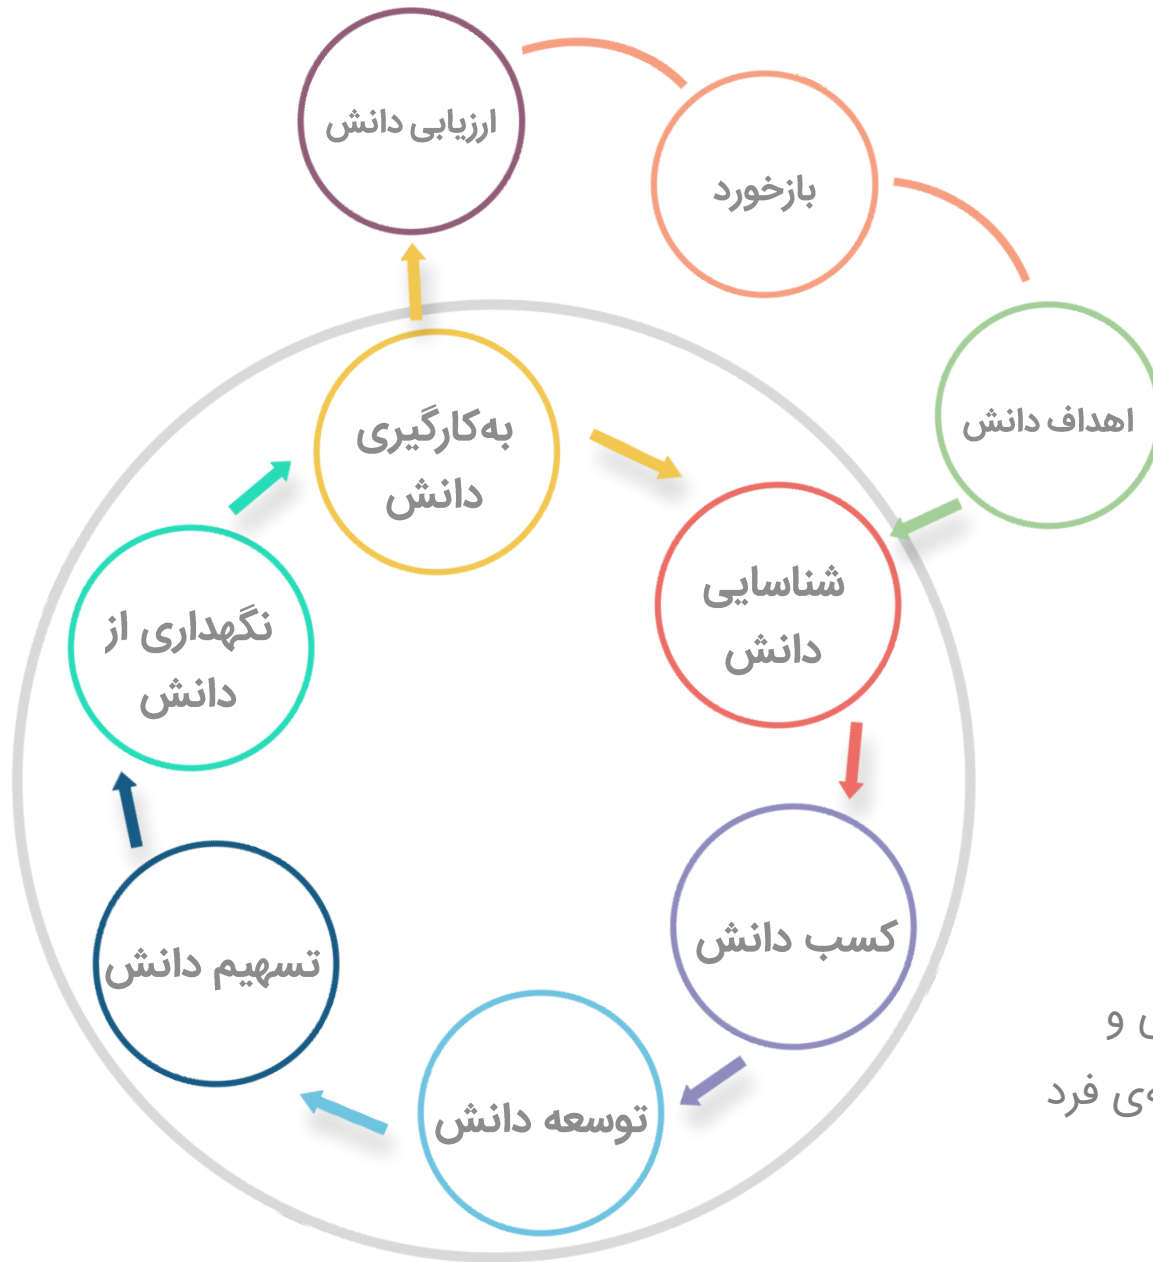 ارزیابی دانش
بازخورد
اهداف دانش
به‌کارگیری
دانش
شناسایی
دانش
نگهداری از
دانش
کسب دانش
تسهیم دانش
توسعه دانش
و
فرد